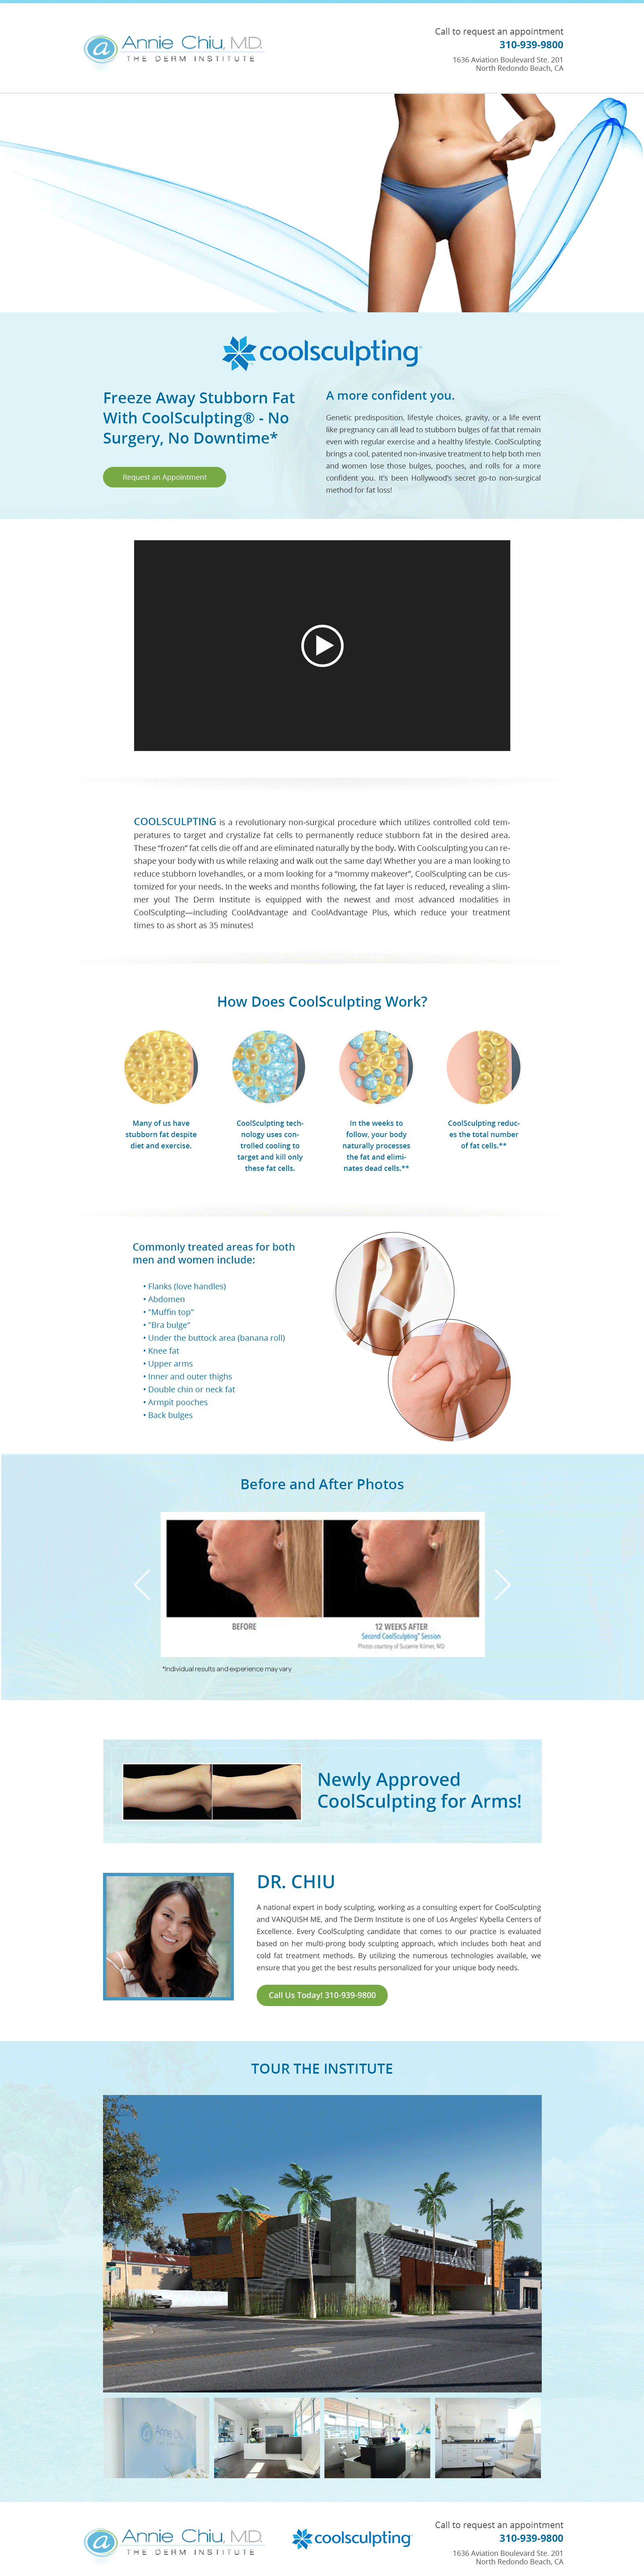 Annie Chiu, M.D.
THE DERM INSTITUTE
Call to request an appointment
310-939-9800
1636 Aviation Boulevard Ste. 201
North Redondo Beach, CA
coolsculpting
Freeze Away Stubborn Fat
With CoolSculpting® - No
Surgery, No Downtime*
Request an Appointment
A more confident you.
Genetic predisposition, lifestyle choices, gravity, or a life event
like pregnancy can all lead to stubborn bulges of fat that remain
even with regular exercise and a healthy lifestyle. CoolSculpting
brings a cool, patented non-invasive treatment to help both men
and women lose those bulges, pooches, and rolls for a more
confident you. It's been Hollywood's secret go-to non-surgical
method for fat loss!
COOLSCULPTING is a revolutionary non-surgical procedure which utilizes controlled cold tem-
peratures to target and crystalize fat cells to permanently reduce stubborn fat in the desired area.
These “frozen” fat cells die off and are eliminated naturally by the body. With Coolsculpting you can re-
shape your body with us while relaxing and walk out the same day! Whether you are a man looking to
reduce stubborn lovehandles, or a mom looking for a “mommy makeover”, CoolSculpting can be cus-
tomized for your needs. In the weeks and months following, the fat layer is reduced, revealing a slim-
mer you! The Derm Institute is equipped with the newest and most advanced modalities in
CoolSculpting—including CoolAdvantage and CoolAdvantage Plus, which reduce your treatment
times to as short as 35 minutes!
How Does CoolSculpting Work?
Many of us have
stubborn fat despite
diet and exercise.
CoolSculpting tech-
nology uses con-
trolled cooling to
target and kill only
these fat cells.
In the weeks to
follow, your body
naturally processes
the fat and elimi-
nates dead cells.**
CoolSculpting reduc-
es the total number
of fat cells.**
Commonly treated areas for both
men and women include:
• Flanks (love handles)
• Abdomen
• "Muffin top"
• "Bra bulge"
• Under the buttock area (banana roll)
• Knee fat
• Upper arms
• Inner and outer thighs
• Double chin or neck fat
• Armpit pooches
• Back bulges
Before and After Photos
BEFORE
12 WEEKS AFTER
Second CoolSculpting® Session
Photos courtesy of Suzanne Kilmer, MD
*Individual results and experience may vary
Newly Approved
CoolSculpting for Arms!
DR. CHIU
A national expert in body sculpting, working as a consulting expert for CoolSculpting
and VANQUISH ME, and The Derm Institute is one of Los Angeles' Kybella Centers of
Excellence. Every CoolSculpting candidate that comes to our practice is evaluated
based on her multi-prong body sculpting approach, which includes both heat and
cold fat treatment methods. By utilizing the numerous technologies available, we
ensure that you get the best results personalized for your unique body needs.
Call Us Today! 310-939-9800
TOUR THE INSTITUTE
Annie Chiu
Annie Chiu, M.D.
THE DERM INSTITUTE
coolsculpting
Call to request an appointment
310-939-9800
1636 Aviation Boulevard Ste. 201
North Redondo Beach, CA